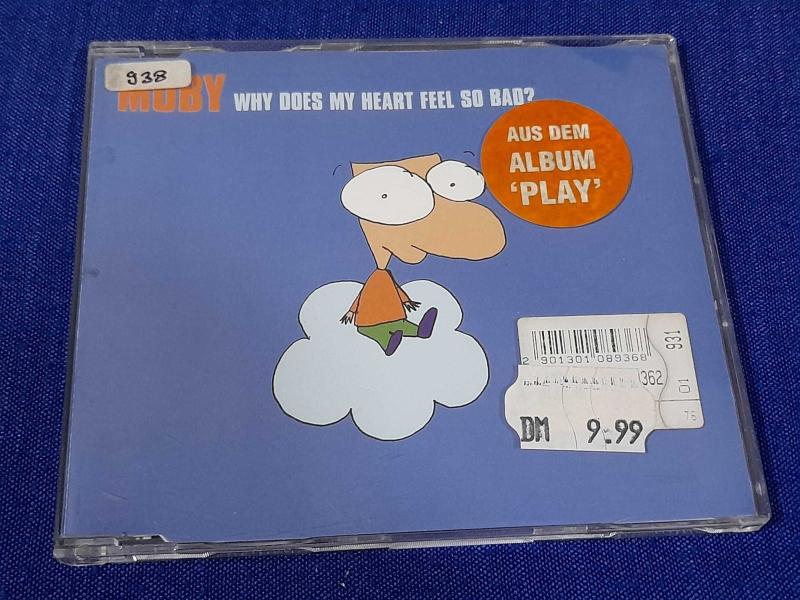 938
MOBY WHY DOES MY HEART FEEL SO BAD?
AUS DEM
ALBUM
'PLAY'
2 901301 089368
931
362
01
76
DM 9.99